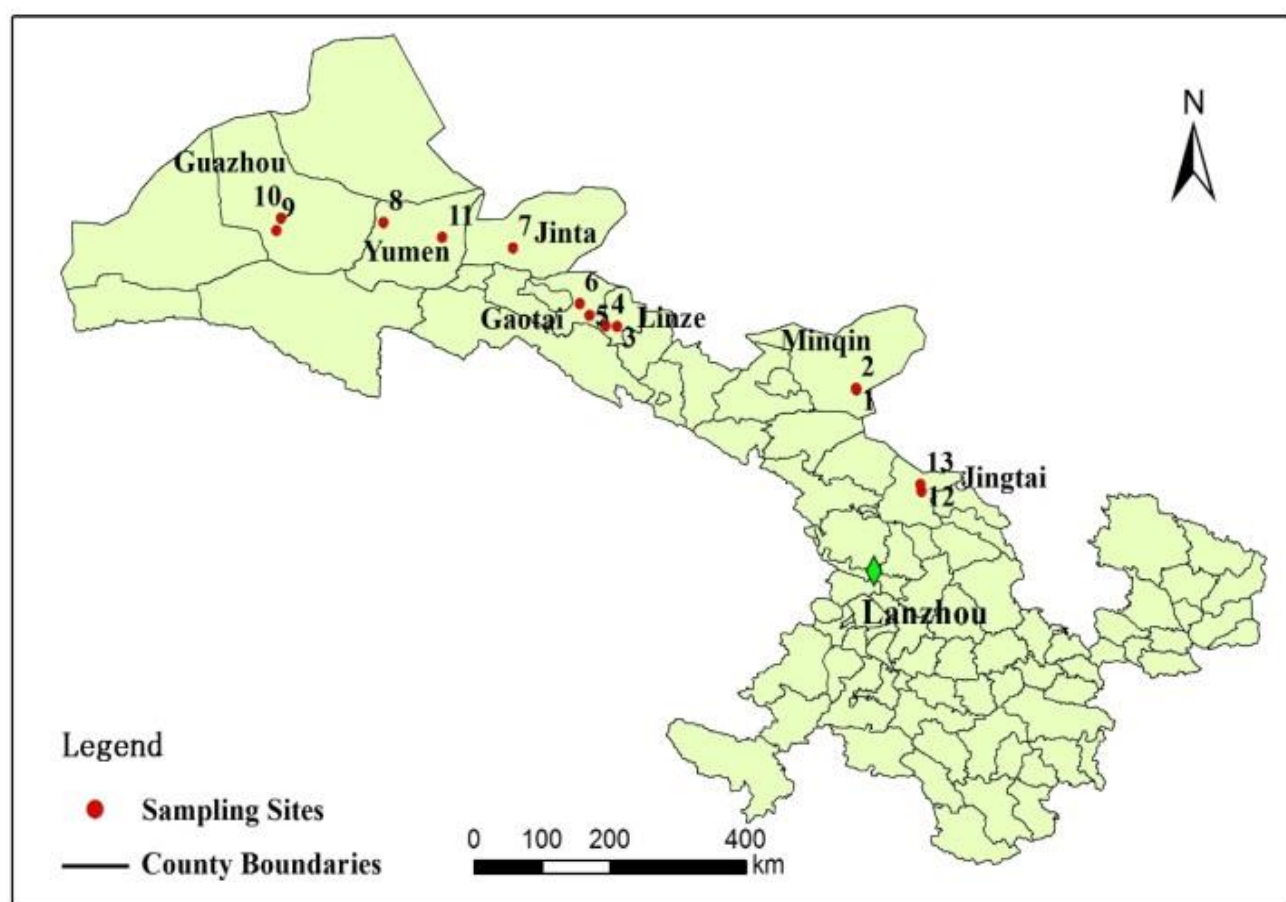 N
Guazhou
10
9
8
11
7
Yumen
Jinta
6
5
4
Gaotai
Linze
3
Minqin
2
1
13
Jingtai
12
Lanzhou
Legend
Sampling Sites
County Boundaries
0 100 200 400
km